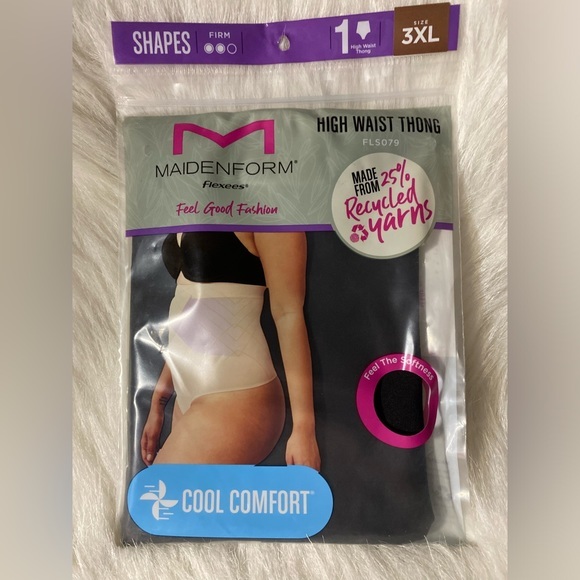 SHAPES
FIRM
1
High Waist
Thong
SIZE
3XL
MAIDENFORM®
flexees®
Feel Good Fashion
HIGH WAIST THONG
FL5079
MADE
FROM 25%
Recycled
yarns
Feel The Softness
COOL COMFORT®